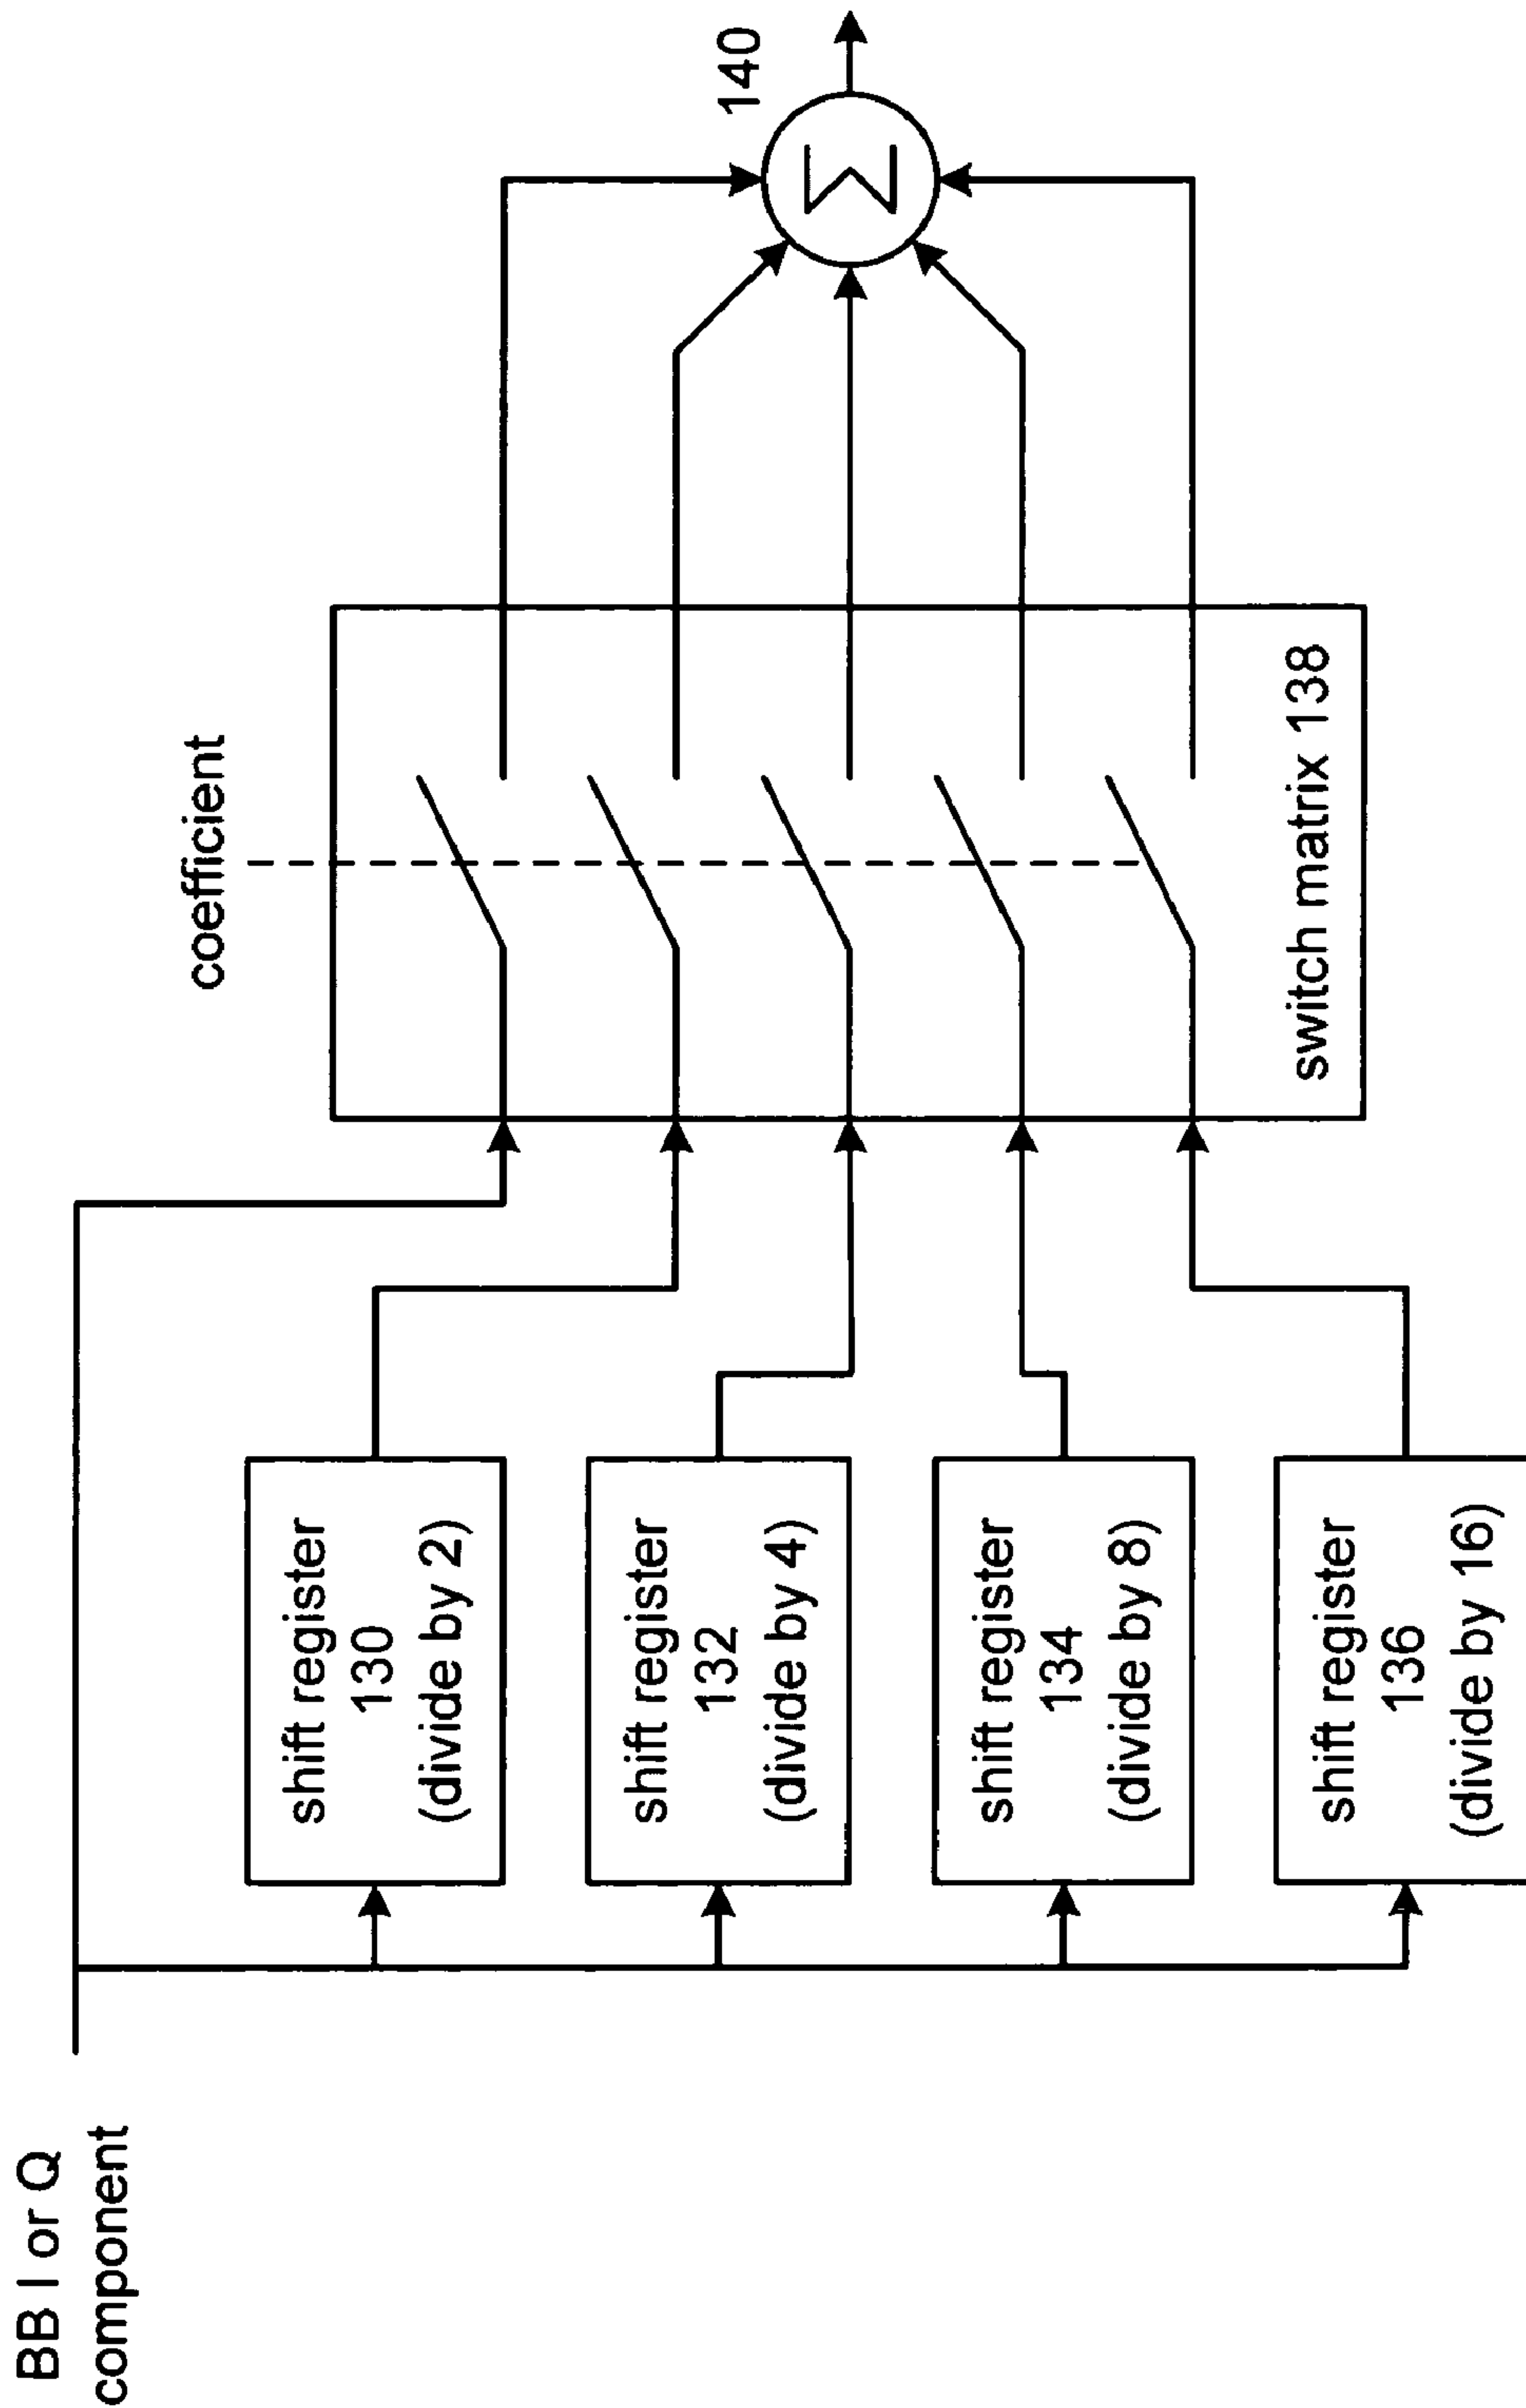 BB I or Q
component
shift register
130
(divide by 2)
shift register
132
(divide by 4)
shift register
134
(divide by 8)
shift register
136
(divide by 16)
coefficient
switch matrix 138
140
Σ